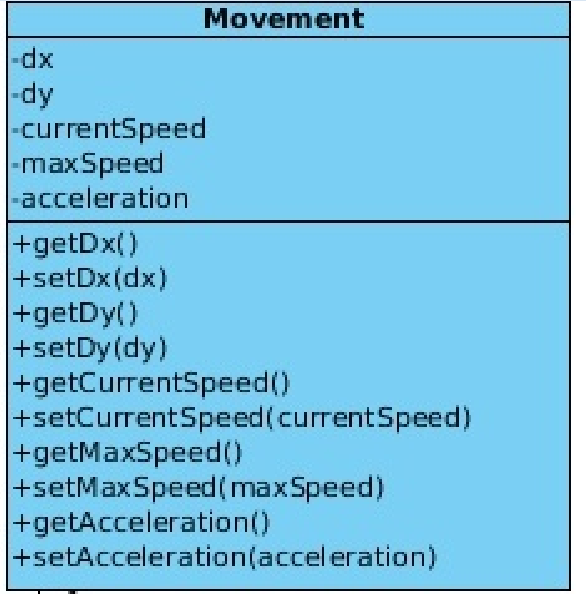 Movement
-dx
-dy
-currentSpeed
-maxSpeed
-acceleration
+getDx()
+setDx(dx)
+getDy()
+setDy(dy)
+getCurrentSpeed()
+setCurrentSpeed(currentSpeed)
+getMaxSpeed()
+setMaxSpeed(maxSpeed)
+getAcceleration()
+setAcceleration(acceleration)